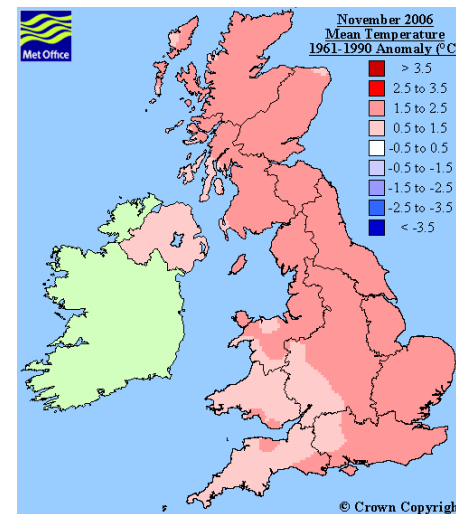 Met Office
November 2006
Mean Temperature
1961-1990 Anomaly (°C
> 3.5
2.5 to 3.5
1.5 to 2.5
0.5 to 1.5
-0.5 to 0.5
-0.5 to -1.5
-1.5 to -2.5
-2.5 to -3.5
< -3.5
© Crown Copyrigh